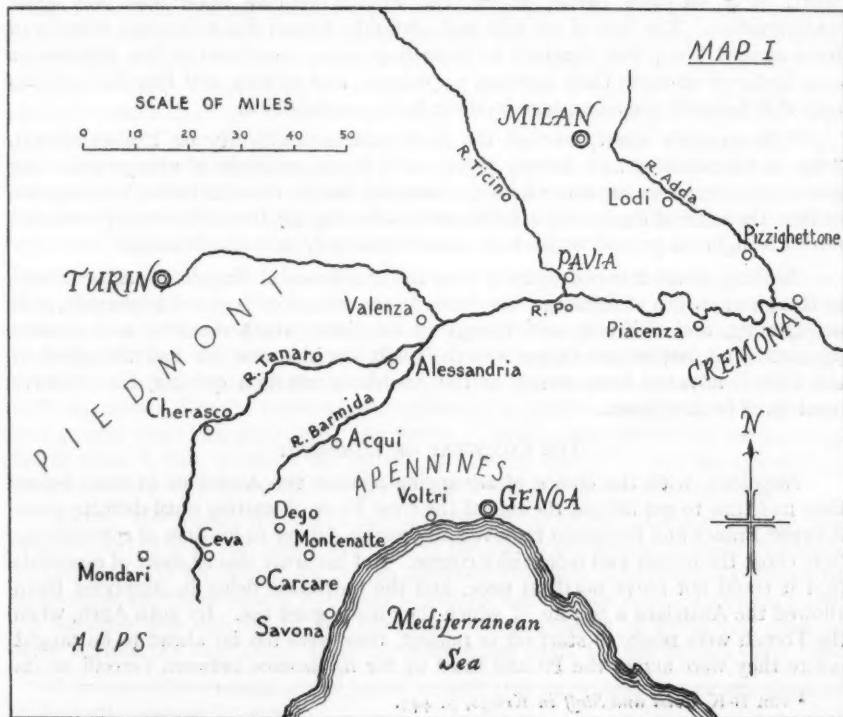 MAP I
SCALE OF MILES
0 10 20 30 40 50
MILAN
R. Ticino
R. Adda
Lodi
Pizzighettone
TURIN
PAVIA
Valenza
R. Po
Piacenza
CREMONA
PIEDMONT
R. Tanaro
Alessandria
Cherasco
R. Barmida
Acqui
N
APENNINES
Voltri
GENOA
Dego
Ceva
Montenatte
Mondari
Carcare
Savona
Mediterranean
Sea
ALPS